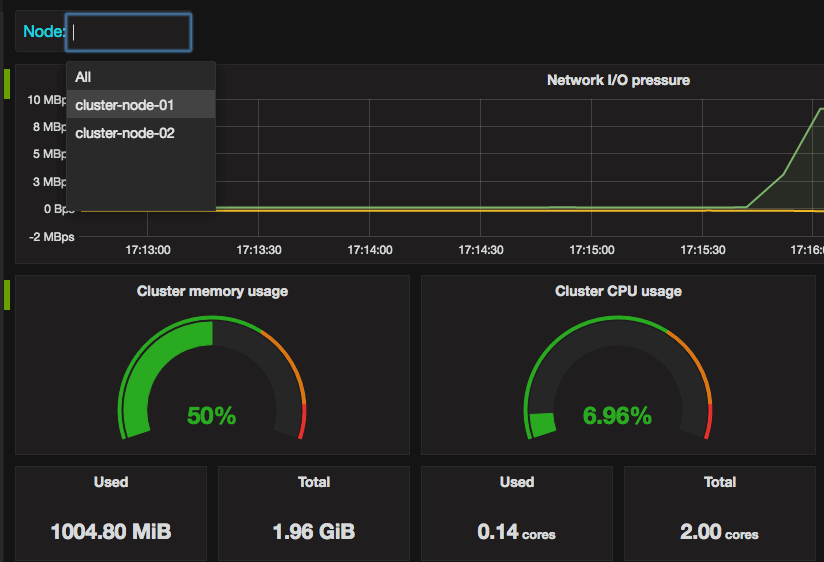 Node:
All
cluster-node-01
cluster-node-02
Network I/O pressure
10 MBp
8 MBp
5 MBp
3 MBp
0 Bps
-2 MBps
17:13:00 17:13:30 17:14:00 17:14:30 17:15:00 17:15:30 17:16:0
Cluster memory usage
50%
Cluster CPU usage
6.96%
Used
1004.80 MiB
Total
1.96 GiB
Used
0.14 cores
Total
2.00 cores